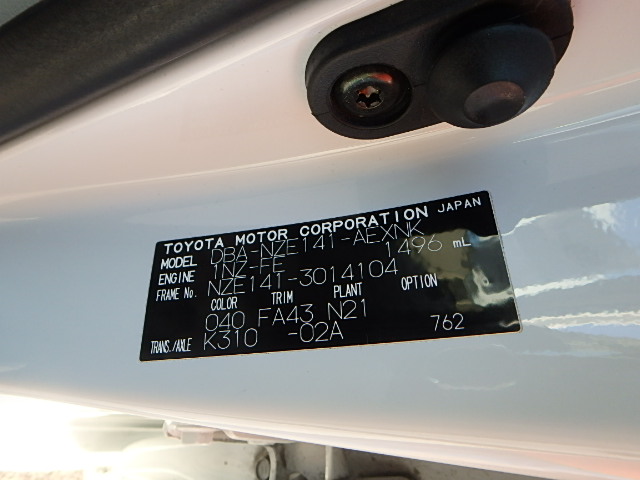 TOYOTA MOTOR CORPORATION JAPAN
MODEL DBA-NZE141-AEXNK
ENGINE 1NZ-FE 1496 mL
FRAME No. NZE141-3014104
COLOR TRIM PLANT OPTION
040 FA43 N21
TRANS./AXLE K310 -02A 762